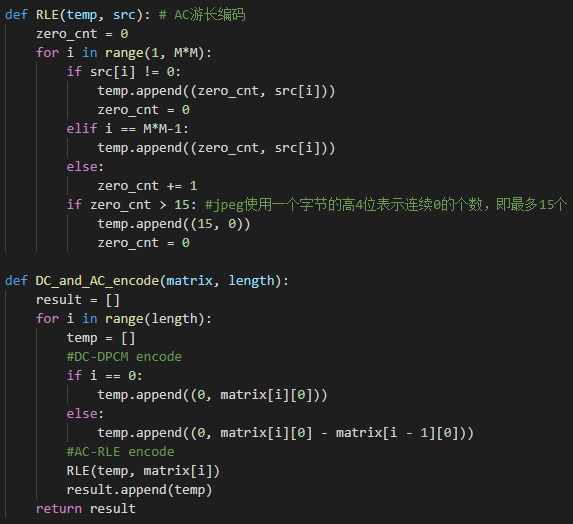 def RLE(temp, src): # AC游长编码
    zero_cnt = 0
    for i in range(1, M*M):
        if src[i] != 0:
            temp.append((zero_cnt, src[i]))
            zero_cnt = 0
        elif i == M*M-1:
            temp.append((zero_cnt, src[i]))
        else:
            zero_cnt += 1
        if zero_cnt > 15: #jpeg使用一个字节的高4位表示连续0的个数，即最多15个
            temp.append((15, 0))
            zero_cnt = 0

def DC_and_AC_encode(matrix, length):
    result = []
    for i in range(length):
        temp = []
        #DC-DPCM encode
        if i == 0:
            temp.append((0, matrix[i][0]))
        else:
            temp.append((0, matrix[i][0] - matrix[i - 1][0]))
        #AC-RLE encode
        RLE(temp, matrix[i])
        result.append(temp)
    return result